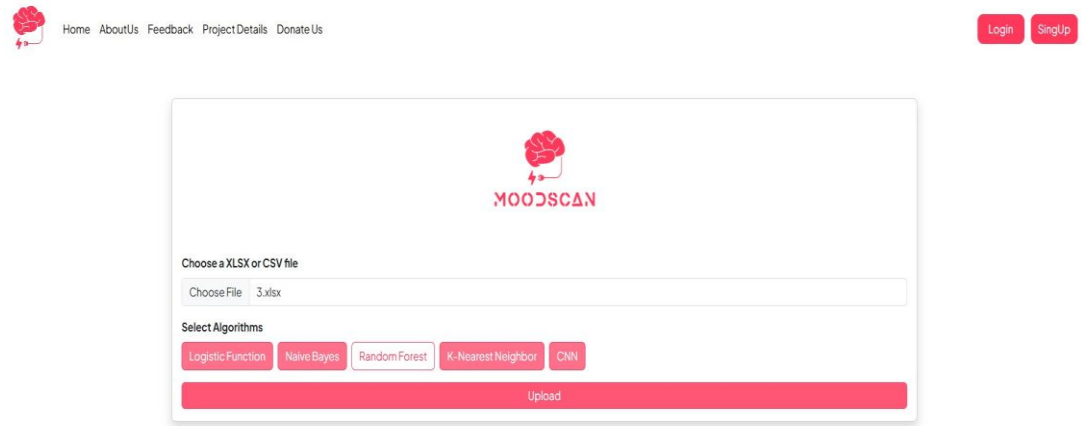 Home AboutUs Feedback Project Details Donate Us Login SingUp
MOODSCAN
Choose a XLSX or CSV file
Choose File 3.xlsx
Select Algorithms
Logistic Function Naive Bayes Random Forest K-Nearest Neighbor CNN
Upload